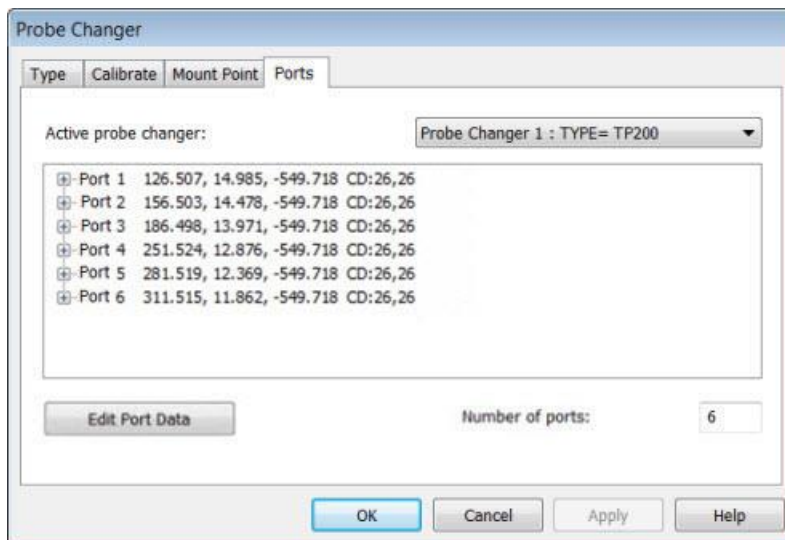 Probe Changer
Type Calibrate Mount Point Ports
Active probe changer: Probe Changer 1 : TYPE= TP200
Port 1 126.507, 14.985, -549.718 CD:26,26
Port 2 156.503, 14.478, -549.718 CD:26,26
Port 3 186.498, 13.971, -549.718 CD:26,26
Port 4 251.524, 12.876, -549.718 CD:26,26
Port 5 281.519, 12.369, -549.718 CD:26,26
Port 6 311.515, 11.862, -549.718 CD:26,26
Edit Port Data Number of ports: 6
OK Cancel Apply Help